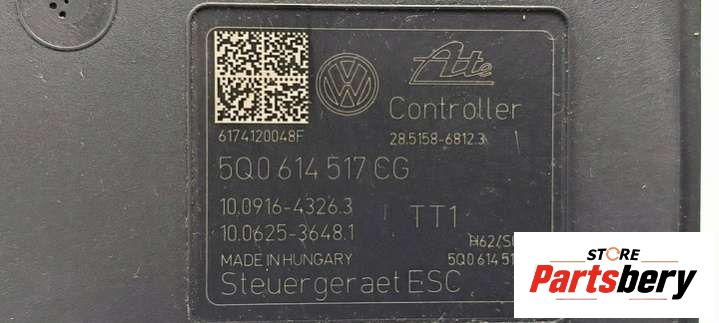 Ate
Controller
6174120048F
28.5158-6812.3
5Q0 614 517 CG
10.0916-4326.3
10.0625-3648.1
TT1
MADE IN HUNGARY
Steuergeraet ESC
STORE
Partsbery